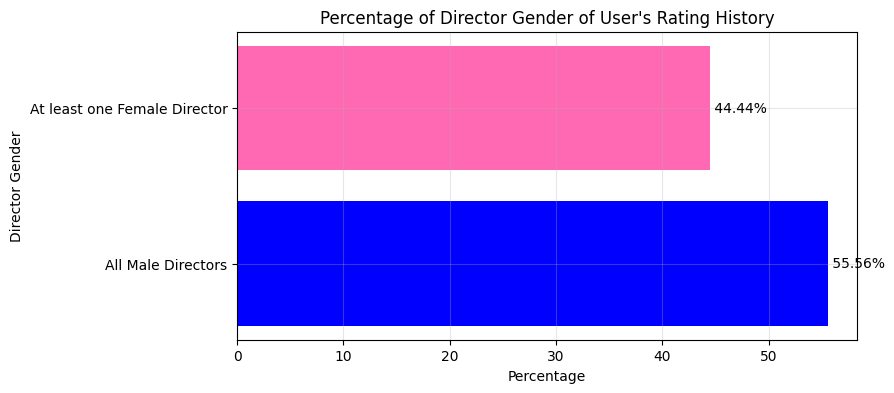 Percentage of Director Gender of User's Rating History
Director Gender
At least one Female Director
44.44%
All Male Directors
55.56%
0 10 20 30 40 50
Percentage